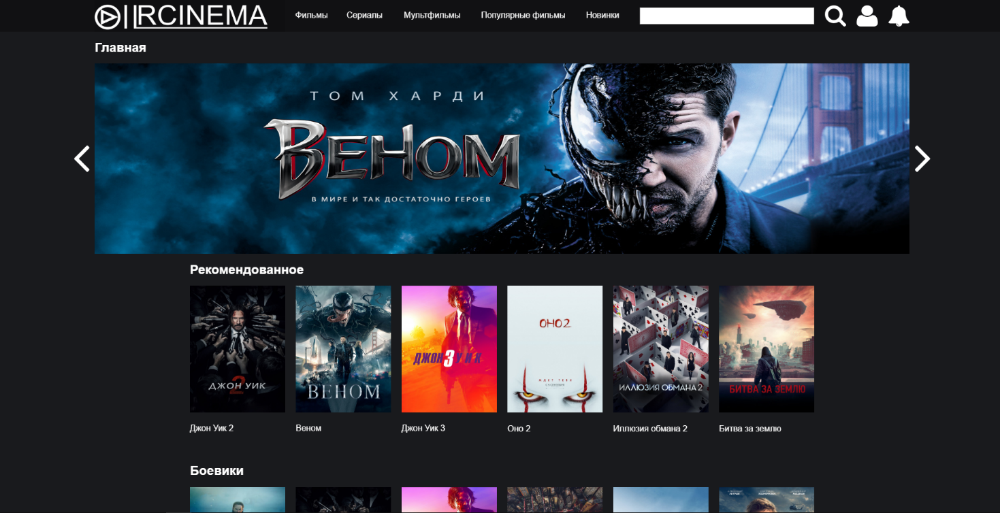 IRCINEMA
Фильмы Сериалы Мультфильмы Популярные фильмы Новинки
Главная
ТОМ ХАРДИ
ВЕНОМ
В МИРЕ И ТАК ДОСТАТОЧНО ГЕРОЕВ
Рекомендованное
2
ДЖОН УИК
ВЕНОМ
ДЖОН 3 УИК
ОНО 2
ЖДЕТ ТЕБЯ
ИЛЛЮЗИЯ ОБМАНА 2
БИТВА ЗА ЗЕМЛЮ
Джон Уик 2
Веном
Джон Уик 3
Оно 2
Иллюзия обмана 2
Битва за землю
Боевики